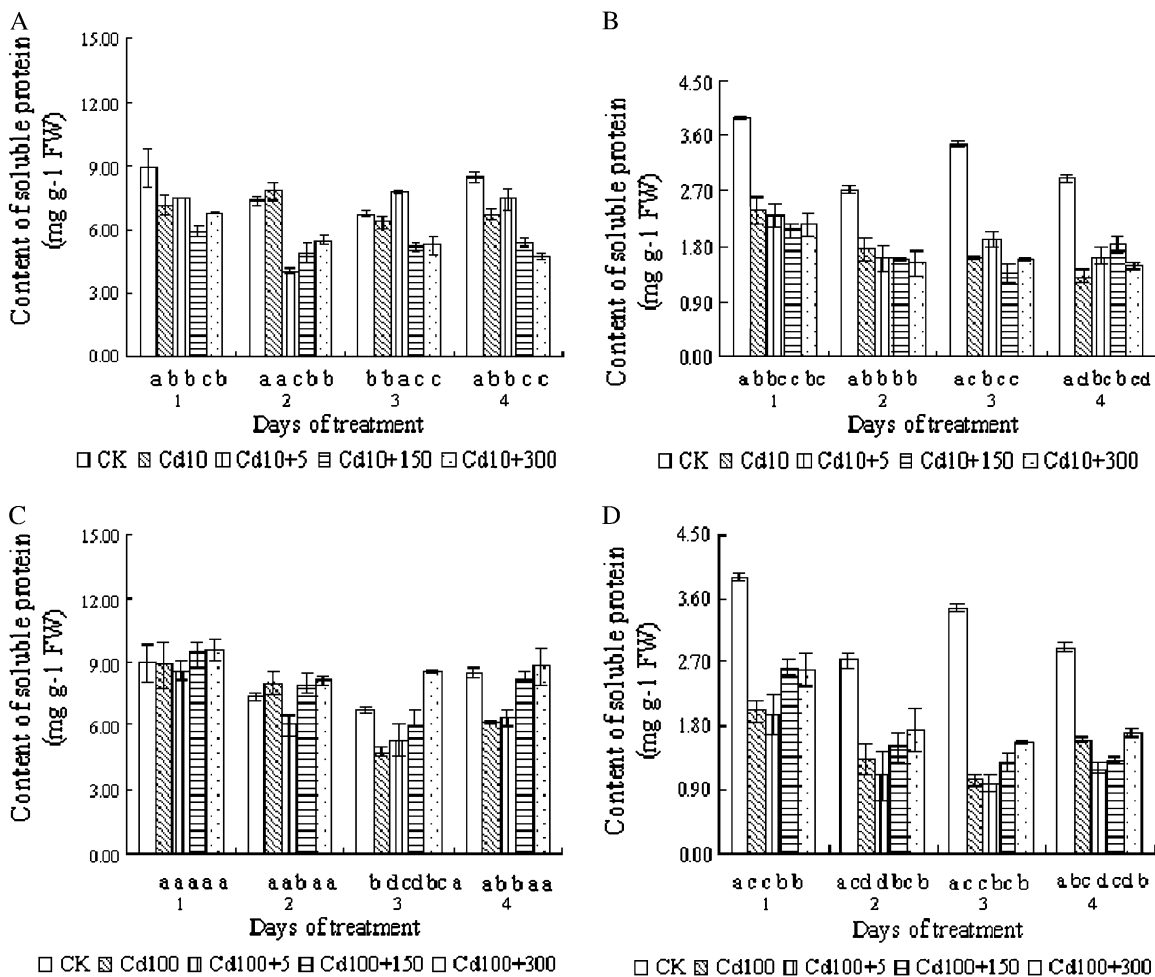 A
Content of soluble protein
(mg g-1 FW)
15.00
12.00
9.00
6.00
3.00
0.00
a b b c b
a a c b b
b b a c c
a b b c c
1
2
3
4
Days of treatment
CK Cd10 Cd10+5 Cd10+150 Cd10+300
B
Content of soluble protein
(mg g-1 FW)
4.50
3.60
2.70
1.80
0.90
0.00
a b bc c bc
a b b b b
a c b c c
a d bc b cd
1
2
3
4
Days of treatment
CK Cd10 Cd10+5 Cd10+150 Cd10+300
C
Content of soluble protein
(mg g-1 FW)
15.00
12.00
9.00
6.00
3.00
0.00
a a a a a
a a b a a
b d cd bc a
a b b a a
1
2
3
4
Days of treatment
CK Cd100 Cd100+5 Cd100+150 Cd100+300
D
Content of soluble protein
(mg g-1 FW)
4.50
3.60
2.70
1.80
0.90
0.00
a c c b b
a cd d bc b
a c c bc b
a bc d cd b
1
2
3
4
Days of treatment
CK Cd100 Cd100+5 Cd100+150 Cd100+300